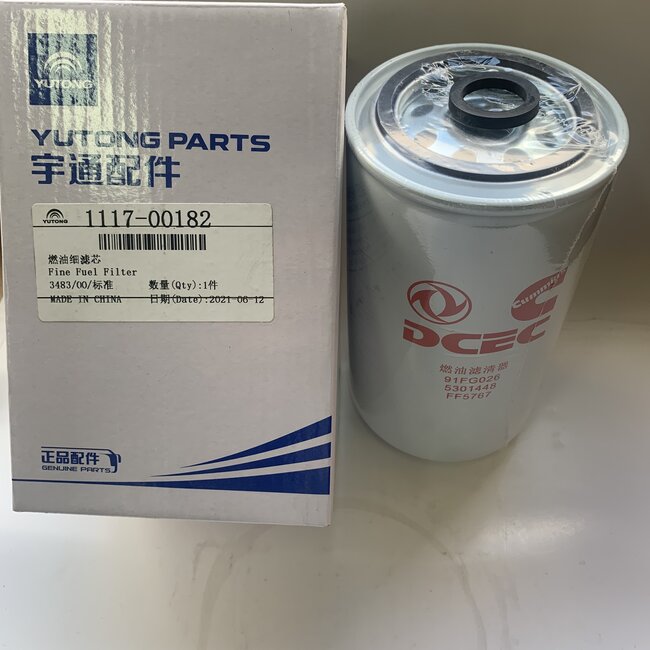 YUTONG
YUTONG PARTS
宇通配件
YUTONG
1117-00182
燃油细滤芯
Fine Fuel Filter
3483/00/标准 数量(Qty):1件
MADE IN CHINA 日期(Date):2021-06-12
正品配件
GENUINE PARTS
Cummins
DCEC
燃油滤清器
91FG026
5301448
FF5767